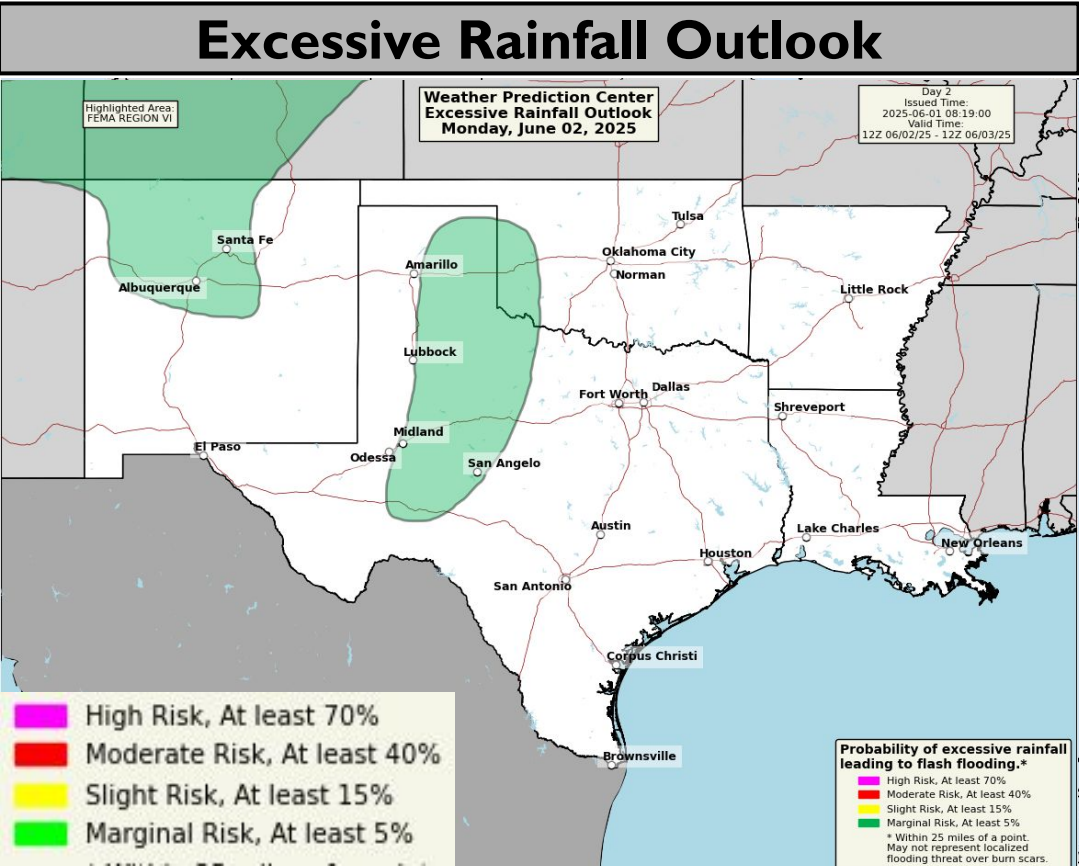 Excessive Rainfall Outlook
Highlighted Area:
FEMA REGION VI
Weather Prediction Center
Excessive Rainfall Outlook
Monday, June 02, 2025
Day 2
Issued Time:
2025-06-01 08:19:00
Valid Time:
12Z 06/02/25 - 12Z 06/03/25
Tulsa
Santa Fe
Oklahoma City
Amarillo
Norman
Albuquerque
Little Rock
Lubbock
Fort Worth
Dallas
Shreveport
Midland
El Paso
Odessa
San Angelo
Austin
Lake Charles
New Orleans
Houston
San Antonio
Corpus Christi
Brownsville
High Risk, At least 70%
Moderate Risk, At least 40%
Slight Risk, At least 15%
Marginal Risk, At least 5%
Probability of excessive rainfall
leading to flash flooding.*
High Risk, At least 70%
Moderate Risk, At least 40%
Slight Risk, At least 15%
Marginal Risk, At least 5%
* Within 25 miles of a point.
May not represent localized
flooding threat over burn scars.